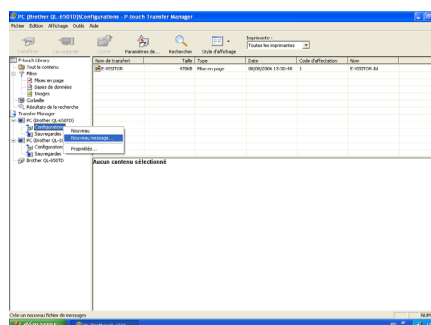 PC (Brother QL-650TD)\Configurations - P-touch Transfer Manager
Fichier Edition Affichage Outils Aide
Imprimante :
Toutes les imprimantes
Transférer Sauvegarder Ouvrir Paramètres de... Rechercher Style d'affichage
P-touch Library
Tout le contenu
Filtre
Mises en page
Bases de données
Images
Corbeille
Résultats de la recherche
Transfer Manager
PC (Brother QL-650TD)
Configurations
Sauvegardes
PC (Brother QL-
Configurations
Sauvegardes
Brother QL-650TD
Nom de transfert Taille Type Date Code d'affectation Nom
E-VISITOR 478KB Mise en page 08/08/2006 13:50:48 1 E-VISITOR.lbl
Nouveau
Nouveau message...
Propriétés...
Aucun contenu sélectionné
Crée un nouveau fichier de messages
NUM
démarrer